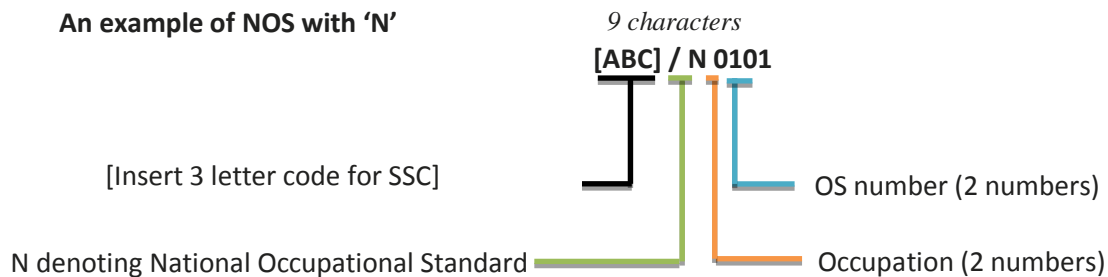 An example of NOS with ‘N’
9 characters
[ABC] / N 0101
[Insert 3 letter code for SSC]
OS number (2 numbers)
N denoting National Occupational Standard
Occupation (2 numbers)